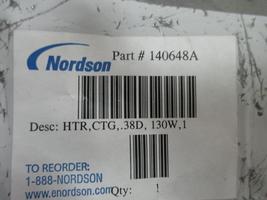 Nordson
Part # 140648A
Desc: HTR,CTG,.38D, 130W,1
TO REORDER:
1-888-NORDSON
www.enordson.com
Qty: 1